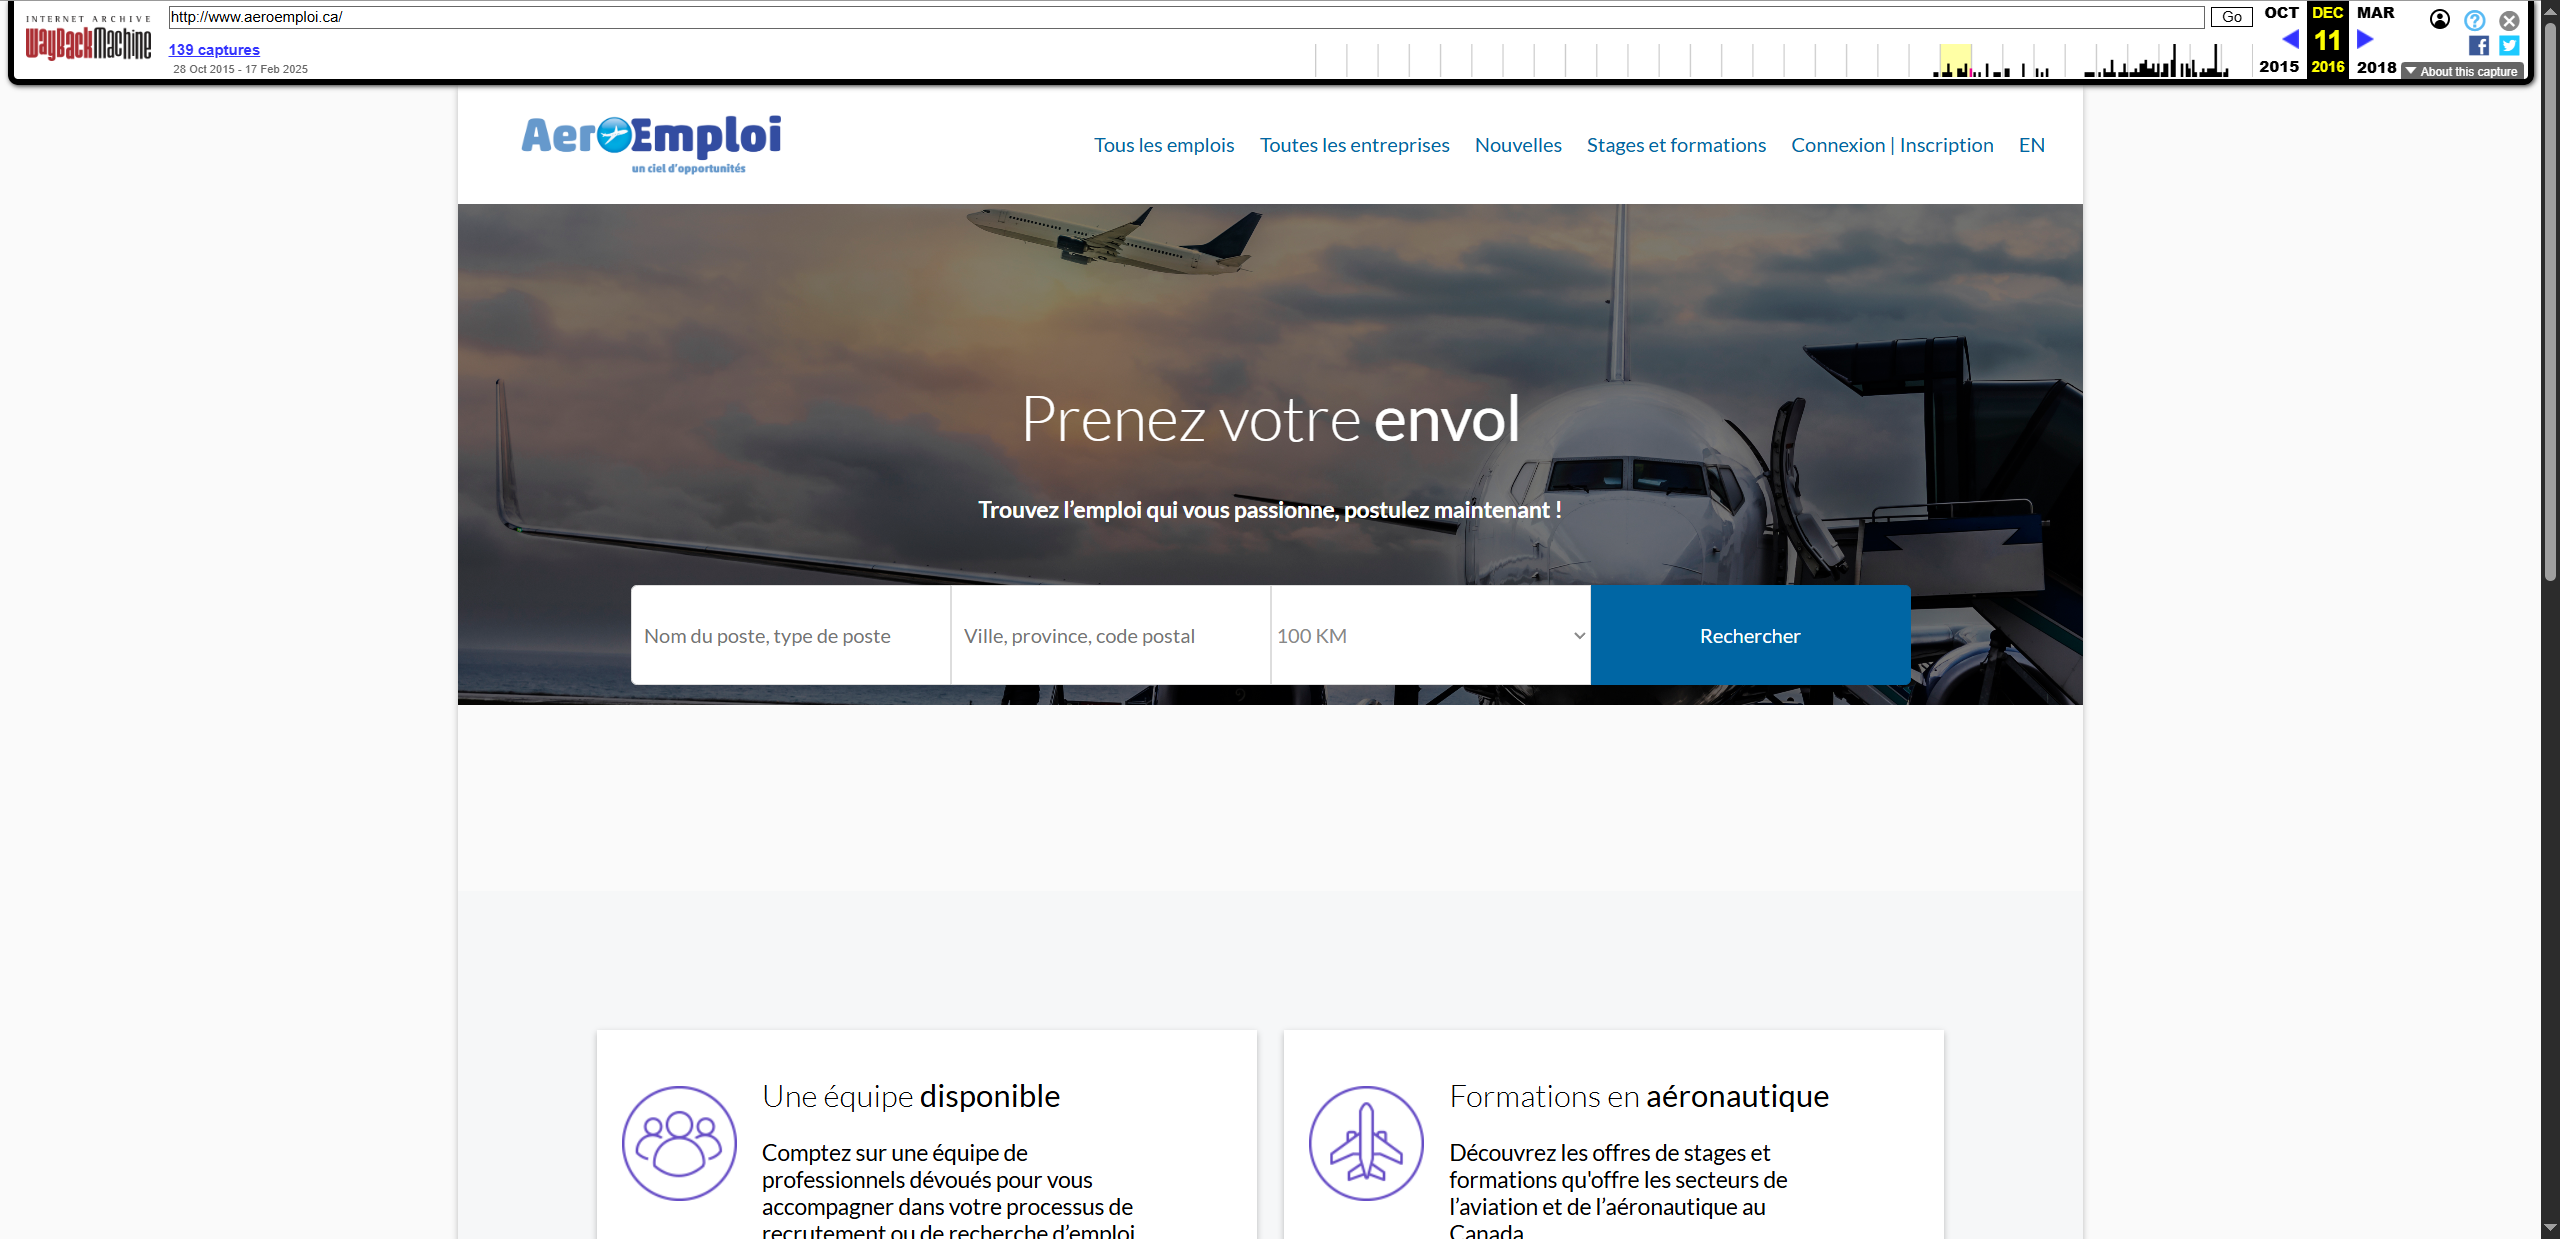 INTERNET ARCHIVE
WayBackMachine
http://www.aeroemploi.ca/
Go
139 captures
28 Oct 2015 - 17 Feb 2025
OCT DEC MAR
11
2015 2016 2018
About this capture
AeroEmploi
un ciel d'opportunités
Tous les emplois Toutes les entreprises Nouvelles Stages et formations Connexion | Inscription EN
Prenez votre envol
Trouvez l’emploi qui vous passionne, postulez maintenant !
Nom du poste, type de poste Ville, province, code postal 100 KM Rechercher
Une équipe disponible
Comptez sur une équipe de
professionnels dévoués pour vous
accompagner dans votre processus de
recrutement ou de recherche d’emploi
Formations en aéronautique
Découvrez les offres de stages et
formations qu'offre les secteurs de
l’aviation et de l’aéronautique au
Canada